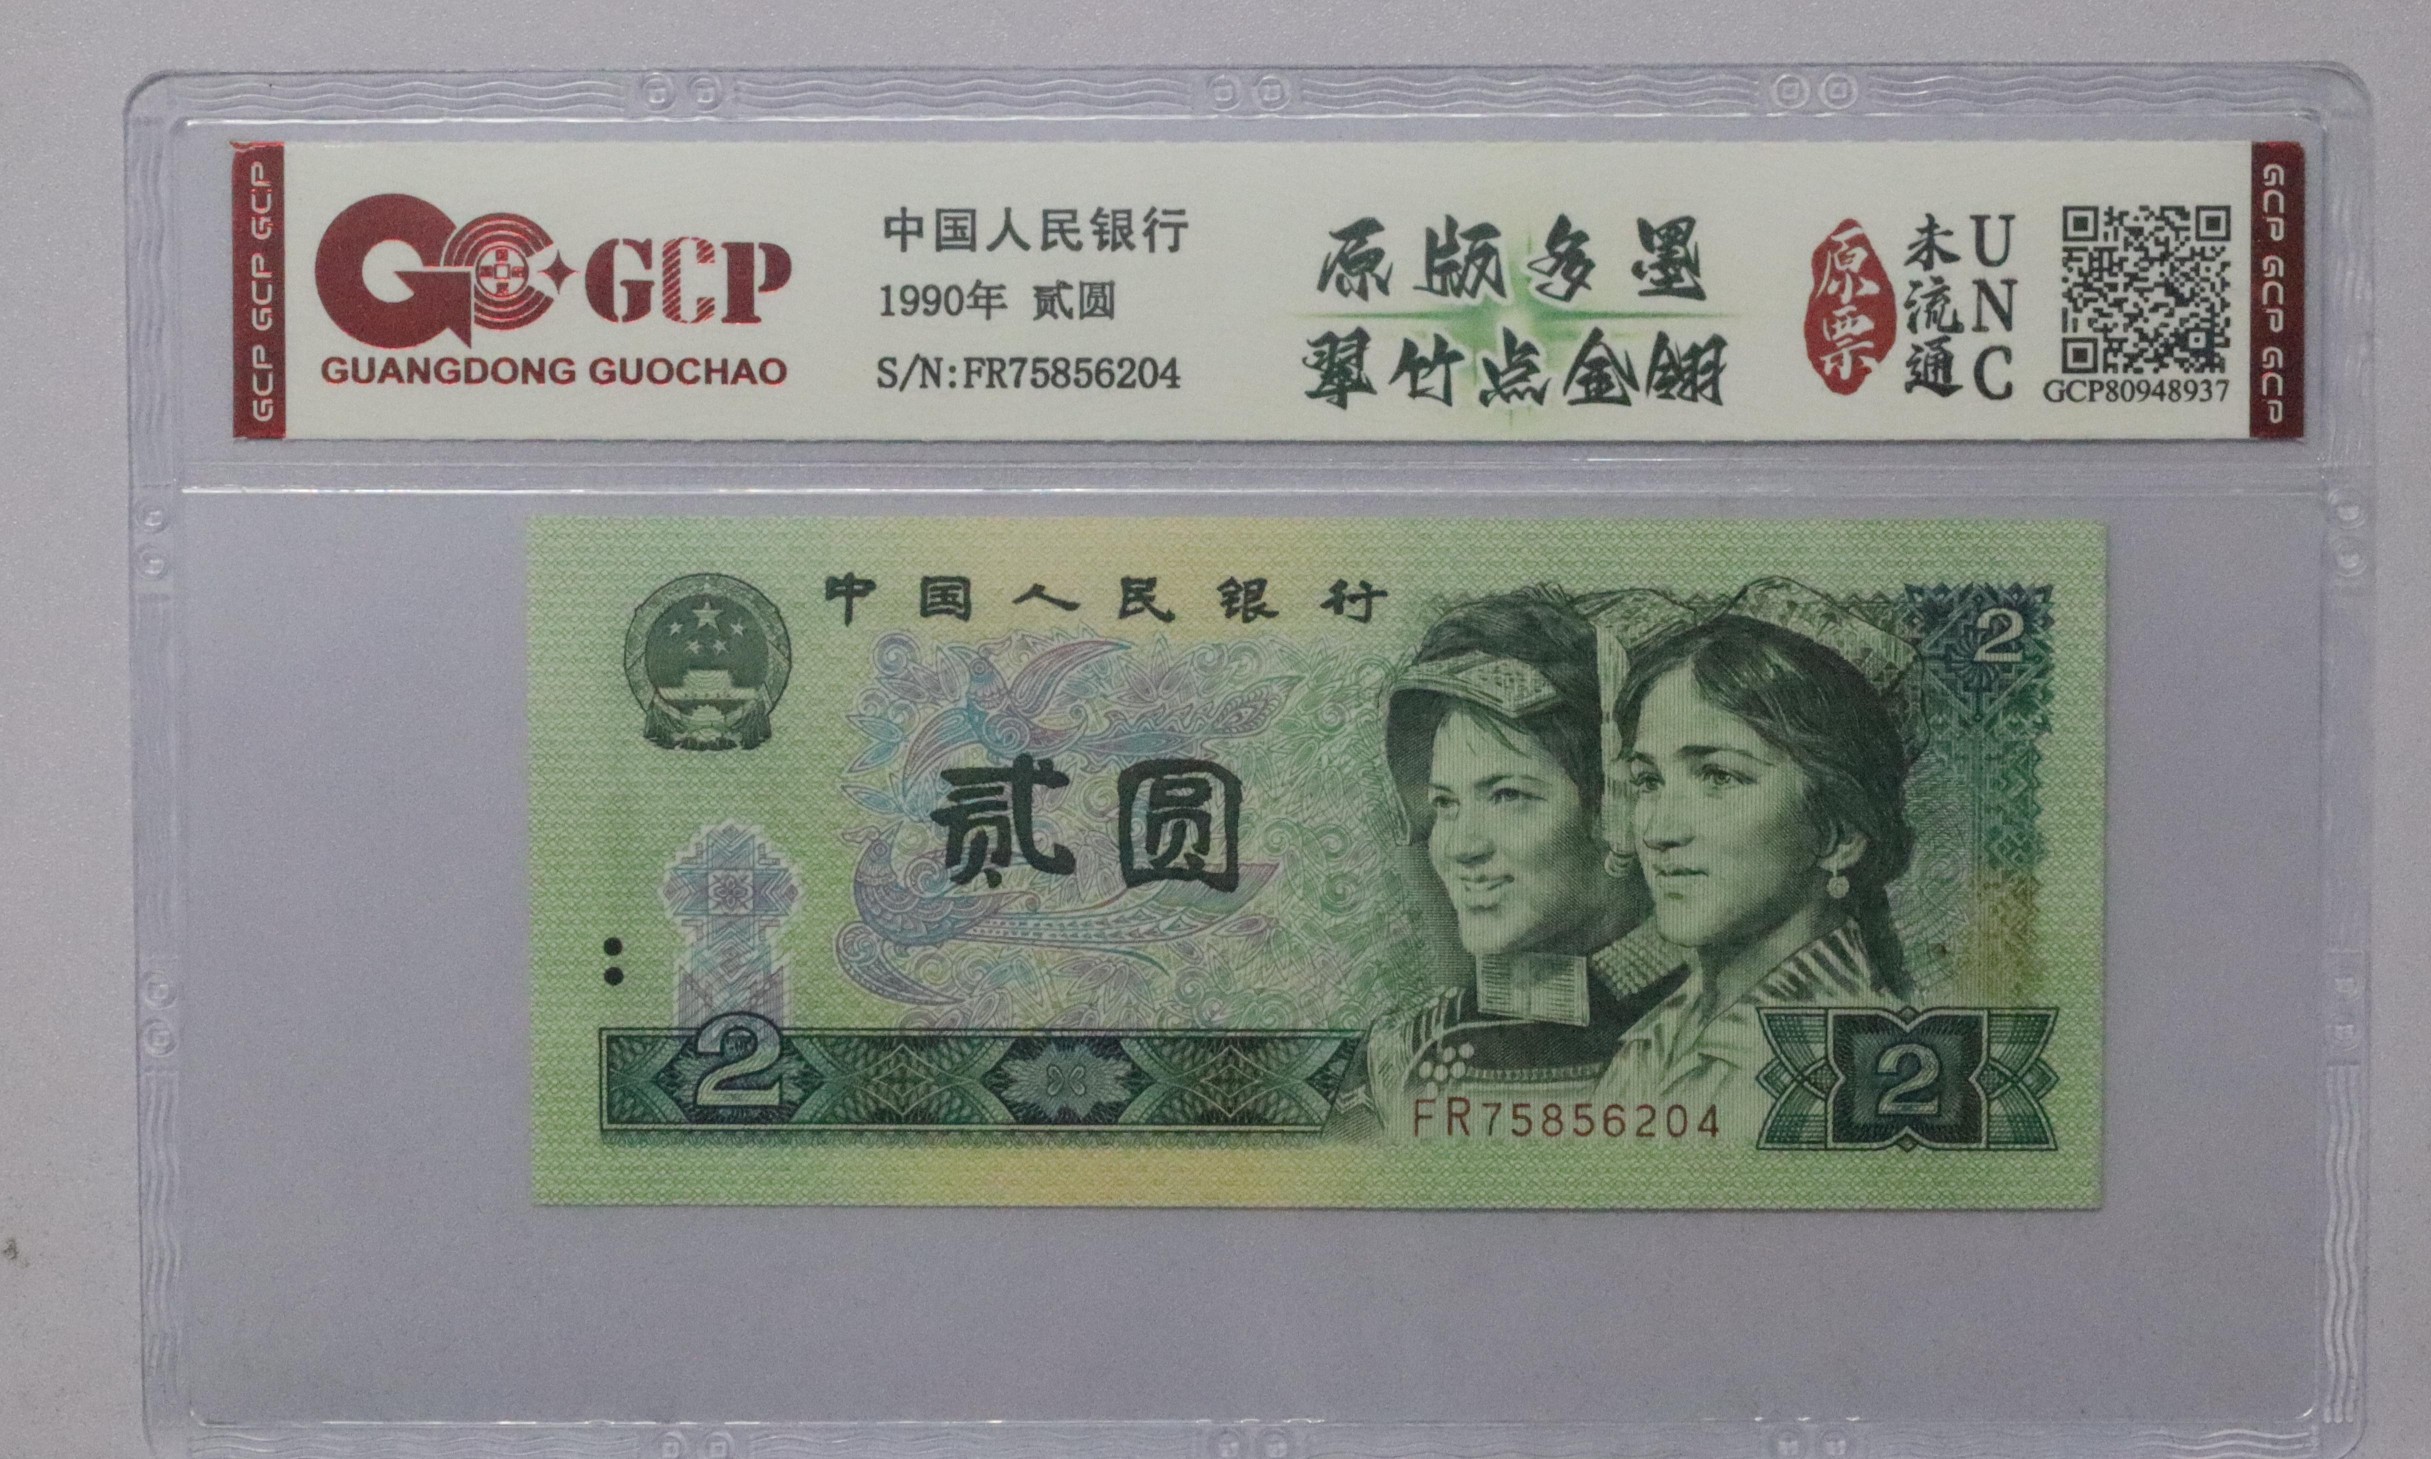 GCP GCP GCP
GCP
GUANGDONG GUOCHAO
中国人民银行
1990年 贰圆
S/N:FR75856204
原版多墨
翠竹点金翎
原票
未流通
UNC
GCP80948937
GCP GCP GCP
中国人民银行
2
贰圆
2
FR75856204
2